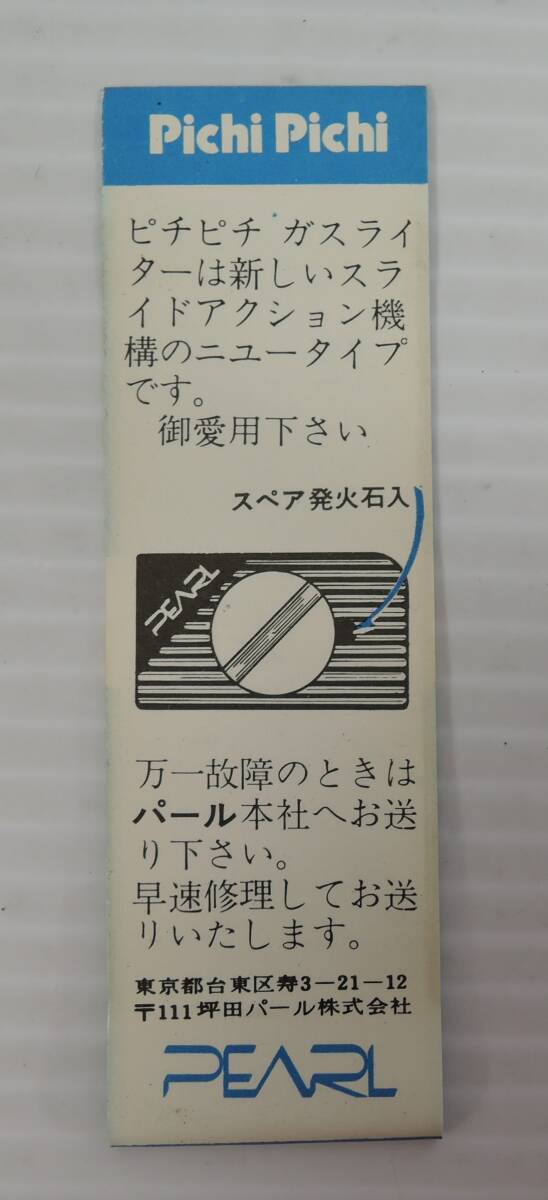 Pichi Pichi
ピチピチ ガスライ
ターは新しいスラ
イドアクション機
構のニュータイプ
です。
御愛用下さい
スペア発火石入
PEARL
万一故障のときは
パール本社へお送
り下さい。
早速修理してお送
りいたします。
東京都台東区寿3－21－12
〒111 坪田パール株式会社
PEARL